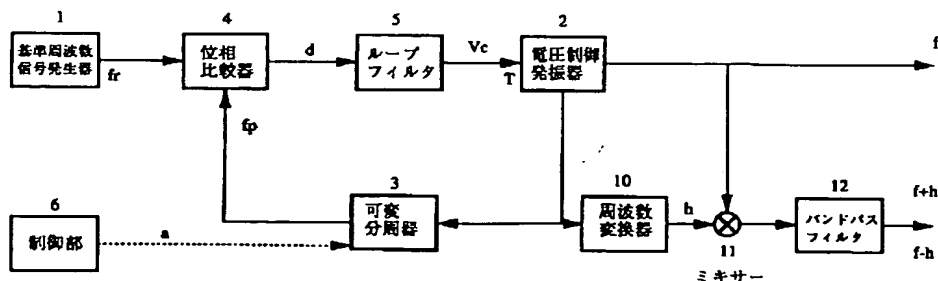 1
基準周波数
信号発生器
fr
4
位相
比較器
d
5
ループ
フィルタ
Vc
T
2
電圧制御
発振器
f
fp
3
可変
分周器
6
制御部
a
10
周波数
変換器
h
11
ミキサー
12
バンドパス
フィルタ
f+h
f-h